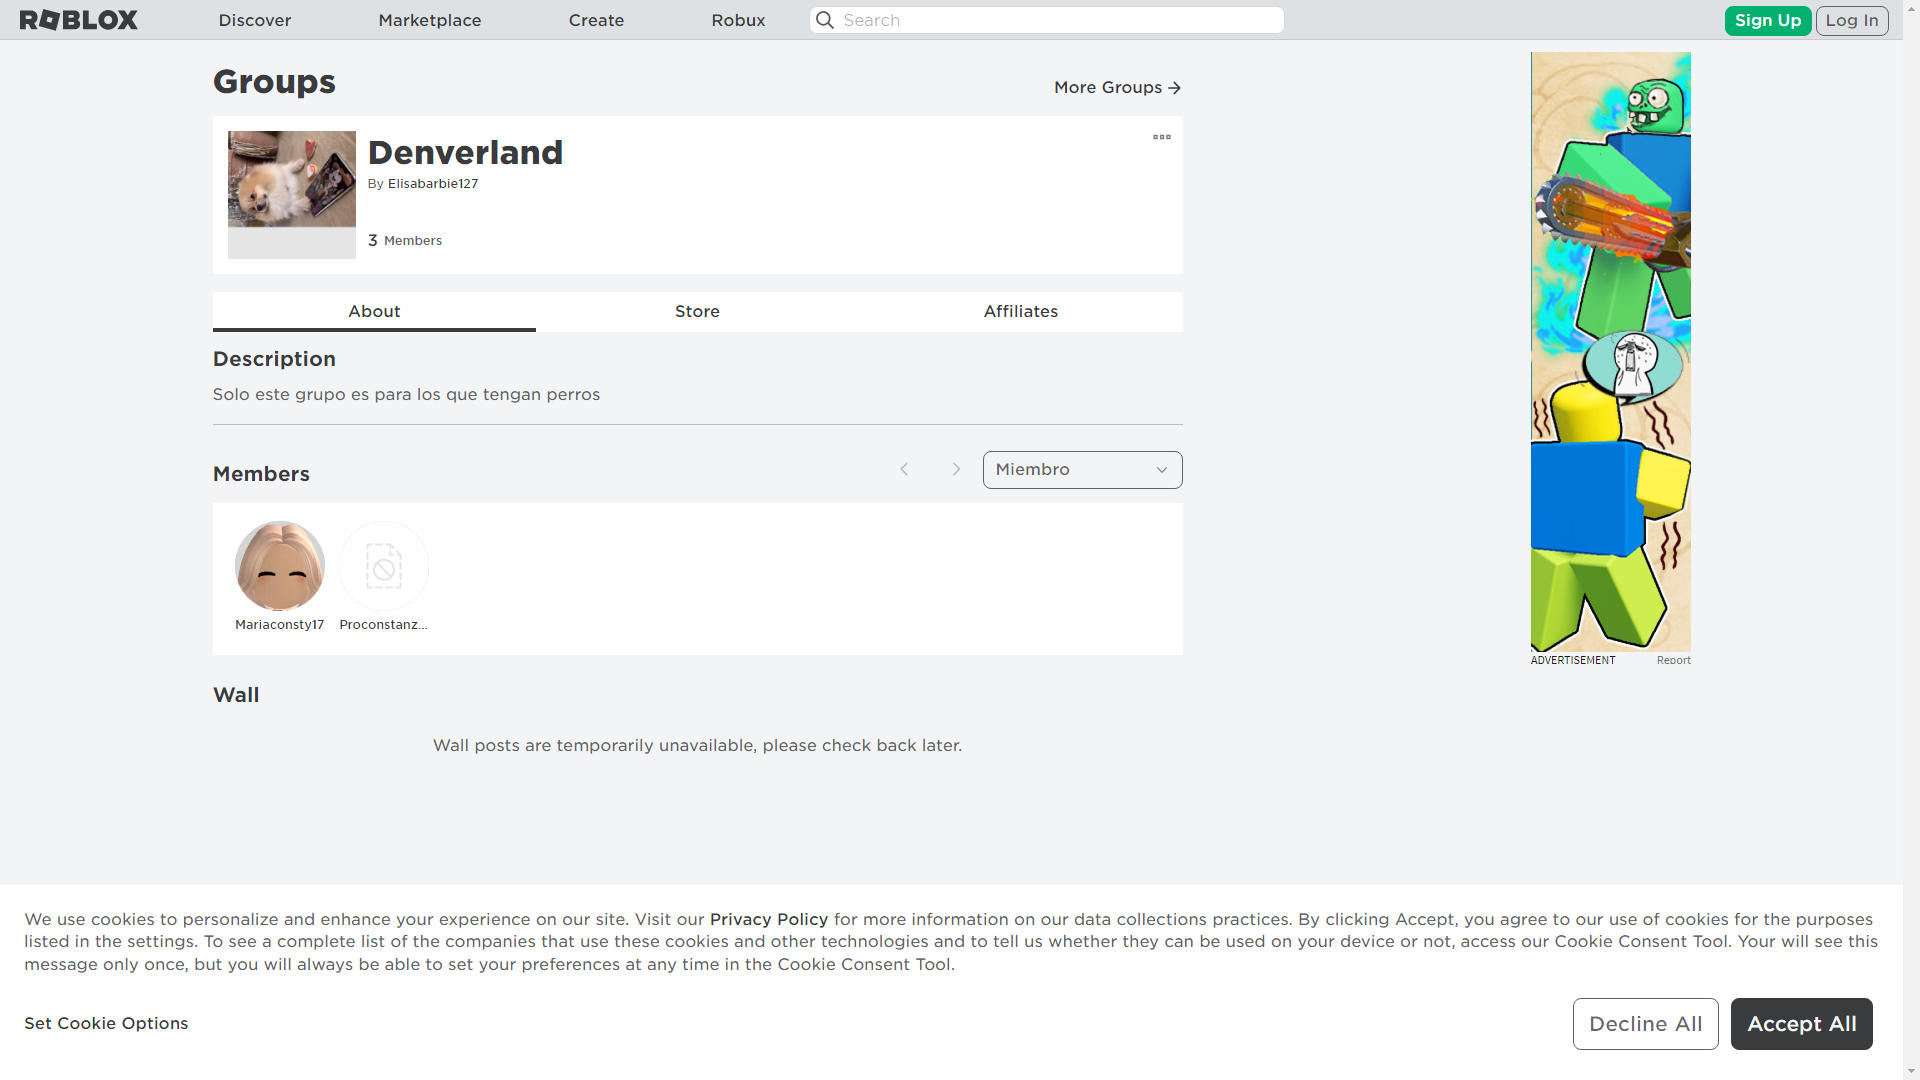 ROBLOX
Discover
Marketplace
Create
Robux
Search
Sign Up
Log In
Groups
More Groups
Denverland
By Elisabarbie127
3 Members
About
Store
Affiliates
Description
Solo este grupo es para los que tengan perros
Members
Miembro
Mariaconsty17
Proconstanz...
ADVERTISEMENT
Report
Wall
Wall posts are temporarily unavailable, please check back later.
We use cookies to personalize and enhance your experience on our site. Visit our Privacy Policy for more information on our data collections practices. By clicking Accept, you agree to our use of cookies for the purposes
listed in the settings. To see a complete list of the companies that use these cookies and other technologies and to tell us whether they can be used on your device or not, access our Cookie Consent Tool. Your will see this
message only once, but you will always be able to set your preferences at any time in the Cookie Consent Tool.
Set Cookie Options
Decline All
Accept All